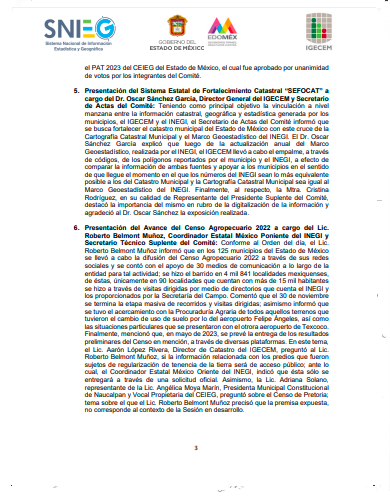 SNIEG
Sistema Nacional de Información
Estadística y Geográfica
GOBIERNO DEL
ESTADO DE MÉXICO
EDOMEX
IGECEM
el PAT 2023 del CEIEG del Estado de México, el cual fue aprobado por unanimidad
de votos por los integrantes del Comité.
5. Presentación del Sistema Estatal de Fortalecimiento Catastral “SEFOCAT” a
cargo del Dr. Oscar Sánchez García, Director General del IGECEM y Secretario
de Actas del Comité: Teniendo como principal objetivo la vinculación a nivel
manzana entre la información catastral, geográfica y estadística generada por los
municipios, el IGECEM y el INEGI, el Secretario de Actas del Comité informó que
se busca fortalecer el catastro municipal del Estado de México con este cruce de la
Cartografía Catastral Municipal y el Marco Geoestadístico del INEGI. El Dr. Oscar
Sánchez García explicó que luego de la actualización anual del Marco
Geoestadístico, realizada por el INEGI, el IGECEM llevó a cabo el empalme, a través
de códigos, de los polígonos reportados por el municipio y el INEGI, a efecto de
comparar la información de ambas fuentes y apoyar a los municipios en el sentido
de que llegue el momento en el que los números del INEGI sean lo más equivalente
posible a los del Catastro Municipal y la Cartografía Catastral Municipal sea igual al
Marco Geoestadístico del INEGI. Finalmente, al respecto, la Mtra. Cristina
Rodríguez, en su calidad de Representante del Presidente Suplente del Comité,
destacó la importancia del mismo en rubro de la digitalización de la información y
agradeció al Dr. Oscar Sánchez la exposición realizada.
6. Presentación del Avance del Censo Agropecuario 2022 a cargo del Lic.
Roberto Belmont Muñoz, Coordinador Estatal México Poniente del INEGI y
Secretario Técnico Suplente del Comité: Conforme al Orden del día, el Lic.
Roberto Belmont Muñoz informó que en los 125 municipios del Estado de México
se llevó a cabo la difusión del Censo Agropecuario 2022 a través de sus redes
sociales y se contó con el apoyo de 30 medios de comunicación a lo largo de la
entidad para tal actividad; se hizo el barrido en 4 mil 841 localidades mexiquenses,
de éstas, únicamente en 90 localidades que cuentan con más de 15 mil habitantes
se hizo a través de visitas dirigidas por medio de directorios que cuenta el INEGI y
los proporcionados por la Secretaría del Campo. Comentó que el 30 de noviembre
se termina la etapa masiva de recorridos y visitas dirigidas; asimismo informó que
se tuvo el acercamiento con la Procuraduría Agraria de todos aquellos terrenos que
tuvieron el cambio de uso de suelo por lo del aeropuerto Felipe Ángeles, así como
las situaciones particulares que se presentaron con el otrora aeropuerto de Texcoco.
Finalmente, mencionó que, en mayo de 2023, se prevé la entrega de los resultados
preliminares del Censo en mención, a través de diversas plataformas. En este tema,
el Lic. Aarón López Rivera, Director de Catastro del IGECEM, preguntó al Lic.
Roberto Belmont Muñoz, si la información relacionada con los predios que fueron
sujetos de regularización de tenencia de la tierra será de acceso público; ante lo
cual, el Coordinador Estatal México Oriente del INEGI, indicó que ésta sólo se
entregará a través de una solicitud oficial. Asimismo, la Lic. Adriana Solano,
representante de la Lic. Angélica Moya Marín, Presidenta Municipal Constitucional
de Naucalpan y Vocal Propietaria del CEIEG, preguntó sobre el Censo de Pretoria;
tema sobre el que el Lic. Roberto Belmont Muñoz precisó que la premisa expuesta,
no corresponde al contexto de la Sesión en desarrollo.
3